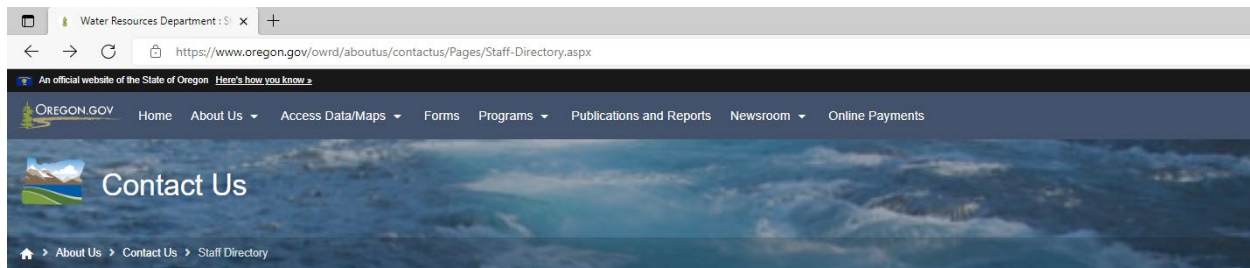 Water Resources Department : S
https://www.oregon.gov/owrd/aboutus/contactus/Pages/Staff-Directory.aspx
An official website of the State of Oregon Here's how you know »
OREGON.GOV Home About Us Access Data/Maps Forms Programs Publications and Reports Newsroom Online Payments
Contact Us
About Us > Contact Us > Staff Directory